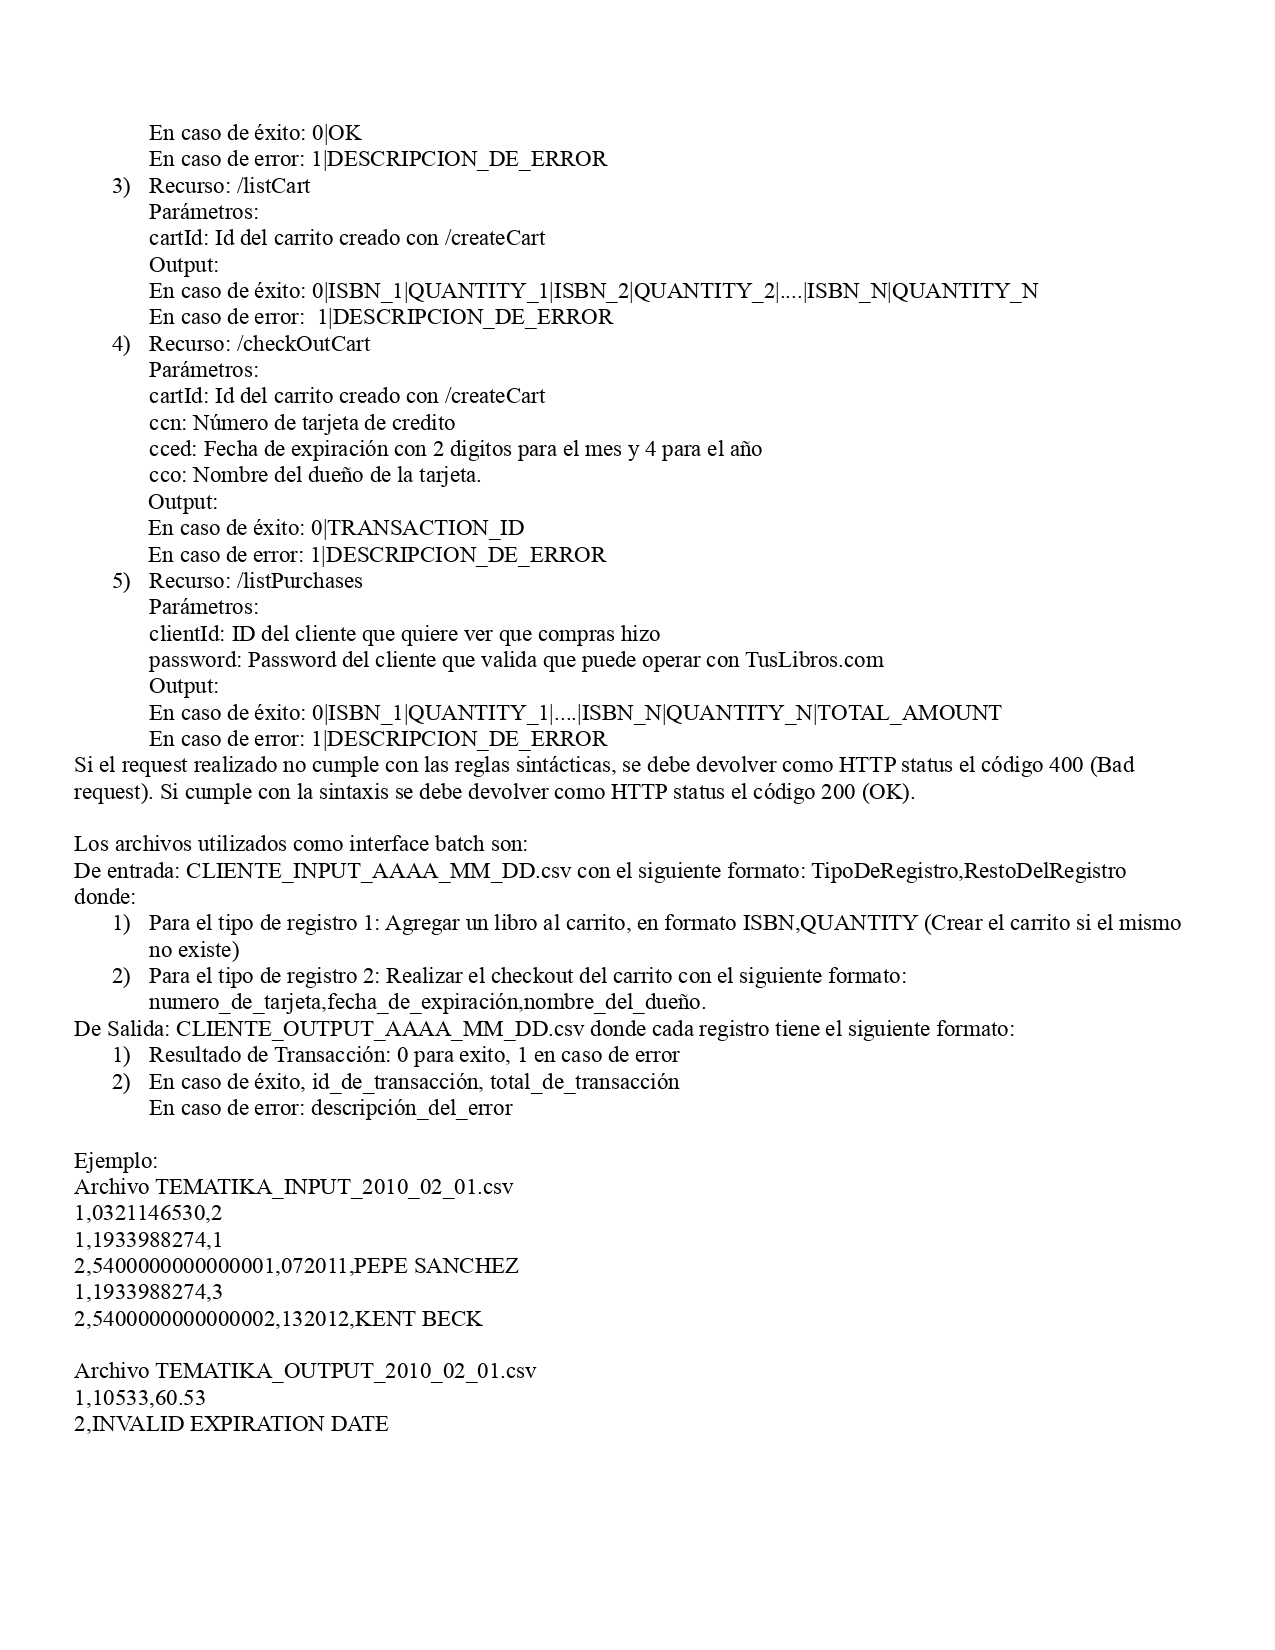 En caso de éxito: 0|OK
En caso de error: 1|DESCRIPCION_DE_ERROR
3) Recurso: /listCart
Parámetros:
cartId: Id del carrito creado con /createCart
Output:
En caso de éxito: 0|ISBN_1|QUANTITY_1|ISBN_2|QUANTITY_2|....|ISBN_N|QUANTITY_N
En caso de error:  1|DESCRIPCION_DE_ERROR
4) Recurso: /checkOutCart
Parámetros:
cartId: Id del carrito creado con /createCart
ccn: Número de tarjeta de credito
cced: Fecha de expiración con 2 digitos para el mes y 4 para el año
cco: Nombre del dueño de la tarjeta.
Output:
En caso de éxito: 0|TRANSACTION_ID
En caso de error: 1|DESCRIPCION_DE_ERROR
5) Recurso: /listPurchases
Parámetros:
clientId: ID del cliente que quiere ver que compras hizo
password: Password del cliente que valida que puede operar con TusLibros.com
Output:
En caso de éxito: 0|ISBN_1|QUANTITY_1|....|ISBN_N|QUANTITY_N|TOTAL_AMOUNT
En caso de error: 1|DESCRIPCION_DE_ERROR
Si el request realizado no cumple con las reglas sintácticas, se debe devolver como HTTP status el código 400 (Bad
request). Si cumple con la sintaxis se debe devolver como HTTP status el código 200 (OK).
Los archivos utilizados como interface batch son:
De entrada: CLIENTE_INPUT_AAAA_MM_DD.csv con el siguiente formato: TipoDeRegistro,RestoDelRegistro
donde:
1) Para el tipo de registro 1: Agregar un libro al carrito, en formato ISBN,QUANTITY (Crear el carrito si el mismo
no existe)
2) Para el tipo de registro 2: Realizar el checkout del carrito con el siguiente formato:
numero_de_tarjeta,fecha_de_expiración,nombre_del_dueño.
De Salida: CLIENTE_OUTPUT_AAAA_MM_DD.csv donde cada registro tiene el siguiente formato:
1) Resultado de Transacción: 0 para exito, 1 en caso de error
2) En caso de éxito, id_de_transacción, total_de_transacción
En caso de error: descripción_del_error
Ejemplo:
Archivo TEMATIKA_INPUT_2010_02_01.csv
1,0321146530,2
1,1933988274,1
2,5400000000000001,072011,PEPE SANCHEZ
1,1933988274,3
2,5400000000000002,132012,KENT BECK
Archivo TEMATIKA_OUTPUT_2010_02_01.csv
1,10533,60.53
2,INVALID EXPIRATION DATE